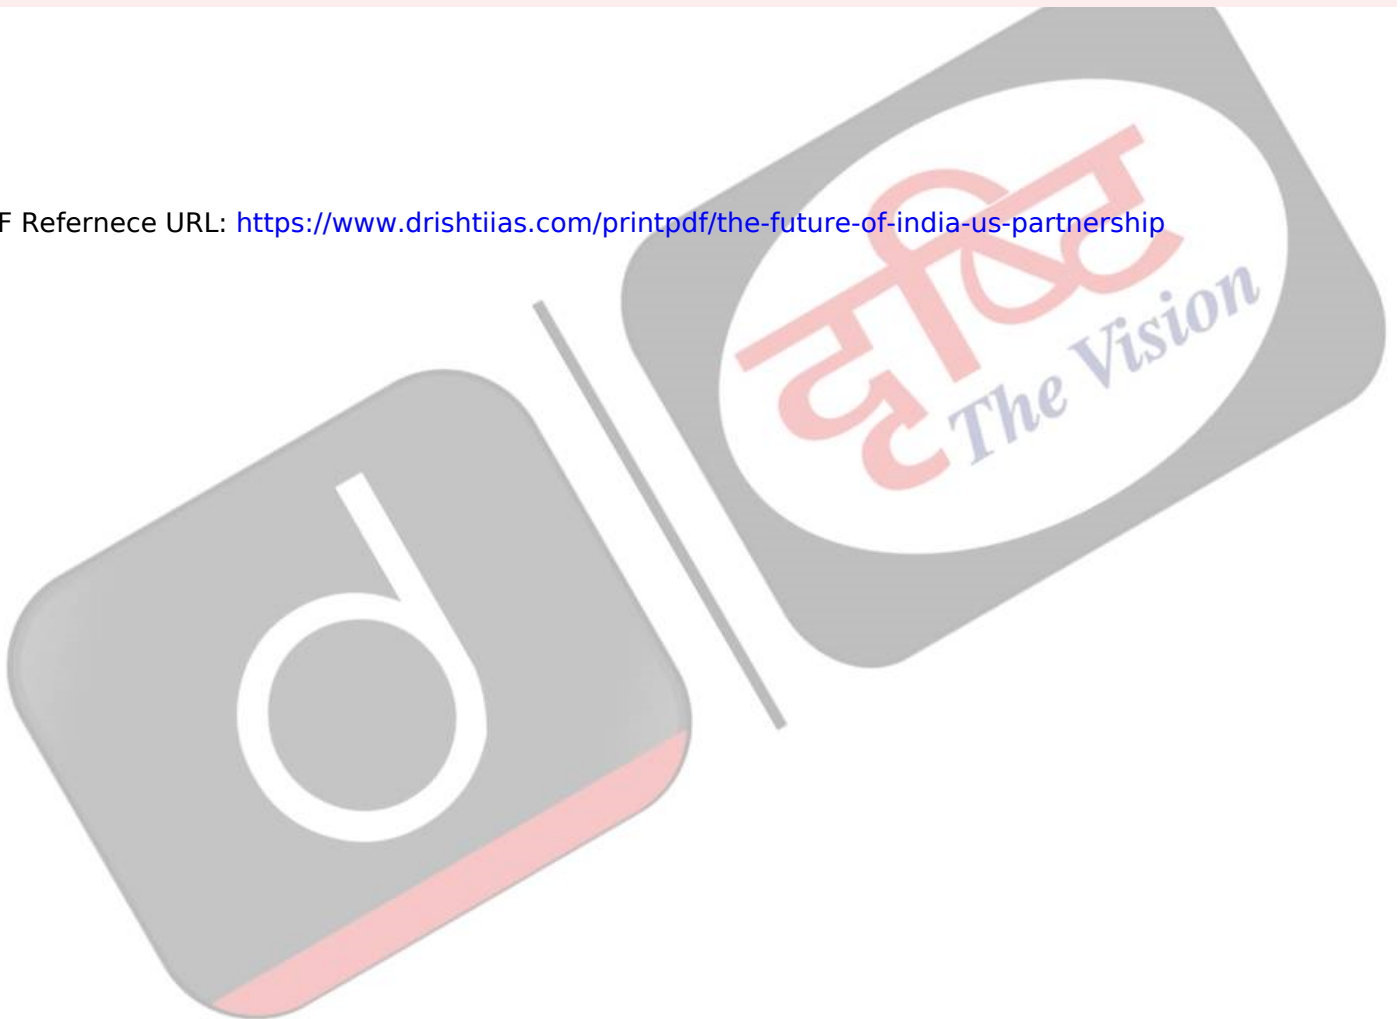 F Refernece URL: https://www.drishtiias.com/printpdf/the-future-of-india-us-partnership
दृष्टि
The Vision
d